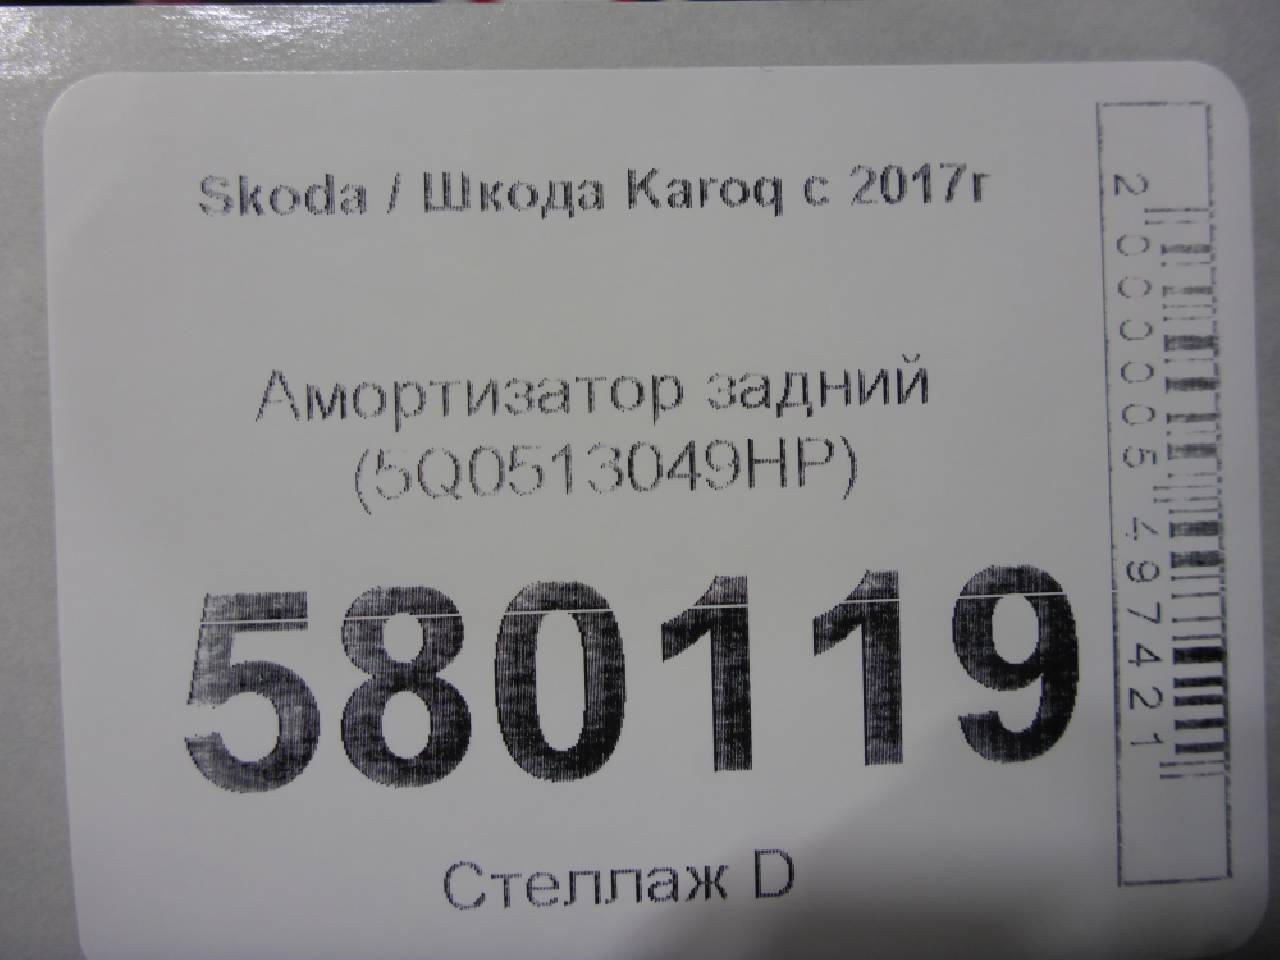 Skoda / Шкода Karoq с 2017г
Амортизатор задний
(5Q0513049HP)
580119
Стеллаж D
2000005497421